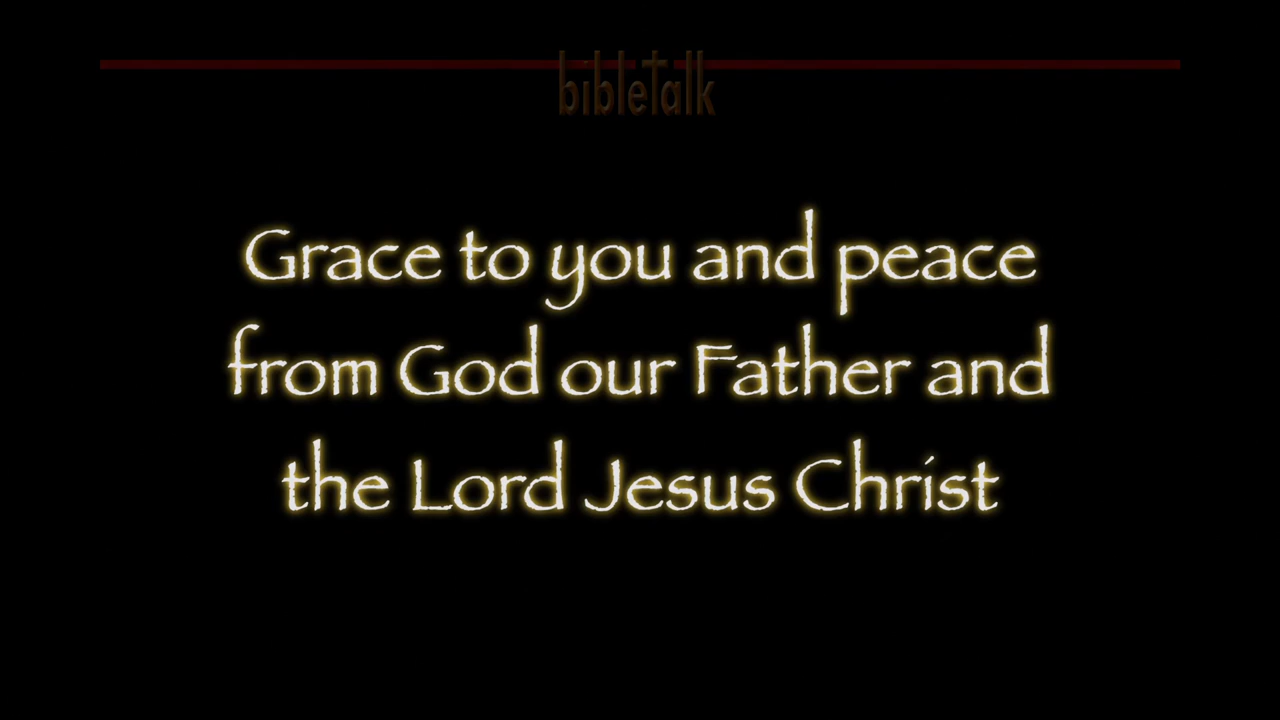 bibleTalk
Grace to you and peace
from God our Father and
the Lord Jesus Christ